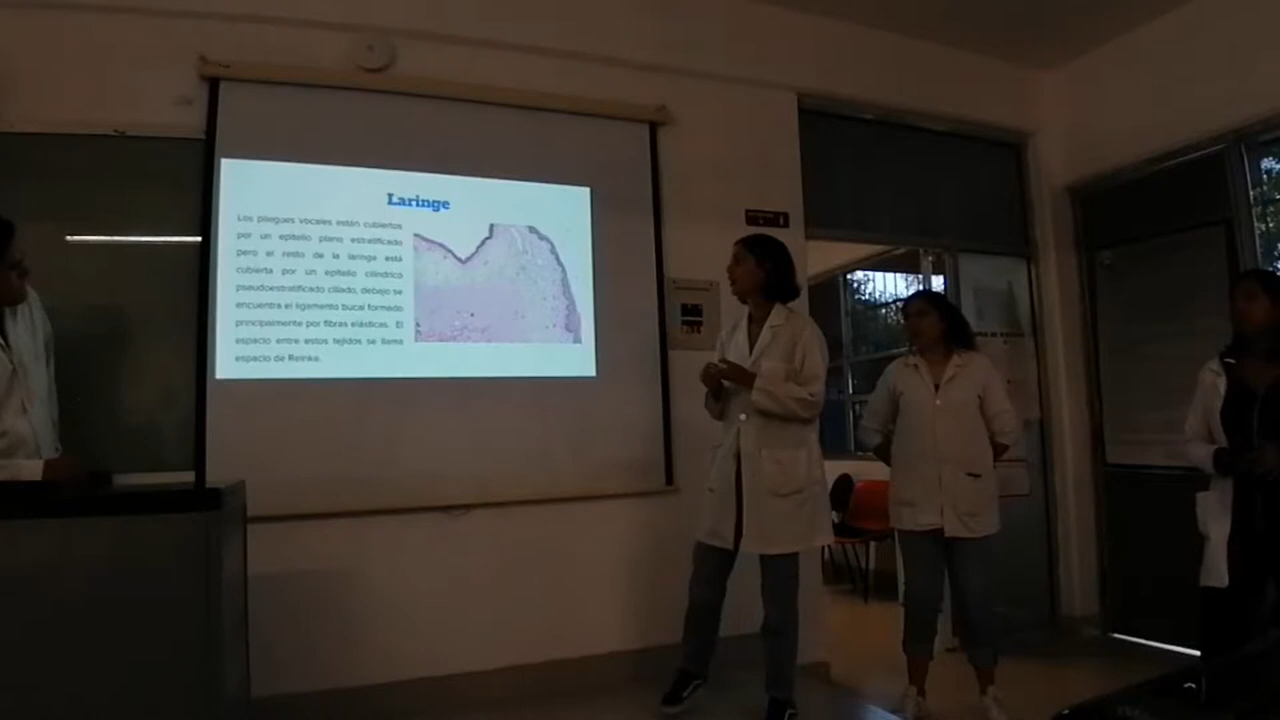 Laringe
Los pliegues vocales están cubiertos
por un epitelio plano estratificado
pero el resto de la laringe está
cubierta por un epitelio cilíndrico
pseudoestratificado ciliado, debajo se
encuentra el ligamento bucal formado
principalmente por fibras elásticas. El
espacio entre estos tejidos se llama
espacio de Reinke.